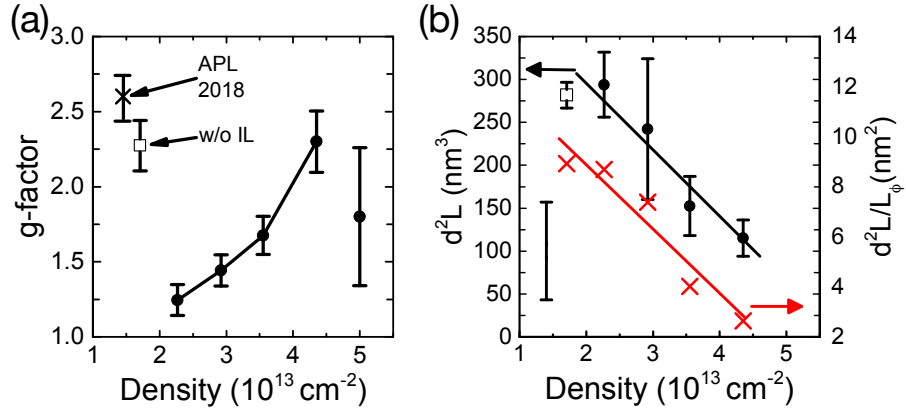 (a)
3.0
2.5
2.0
1.5
1.0
g-factor
APL
2018
w/o IL
1 2 3 4 5
Density (10¹³ cm⁻²)
(b)
350
300
250
200
150
100
50
0
d²L (nm³)
14
12
10
8
6
4
2
d²L/L_ϕ(nm²)
1 2 3 4 5
Density (10¹³ cm⁻²)